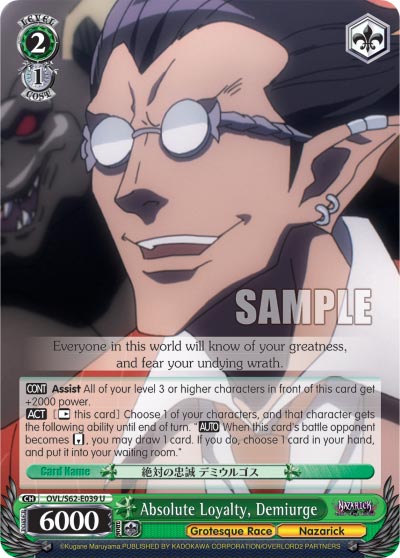 LEVEL
2
1
COST
SAMPLE
Everyone in this world will know of your greatness,
and fear your undying wrath.
CONT Assist All of your level 3 or higher characters in front of this card get
+2000 power.
ACT [ this card] Choose 1 of your characters, and that character gets
the following ability until end of turn. "AUTO When this card's battle opponent
becomes , you may draw 1 card. If you do, choose 1 card in your hand,
and put it into your waiting room."
Card Name 絶対の忠誠 デミウルゴス
CH OVL/S62-E039 U
POWER 6000 Absolute Loyalty, Demiurge NAZARICK
Grotesque Race Nazarick
©Kugane Maruyama,PUBLISHED BY KADOKAWA CORPORATION/OVERLORD2 PARTNERS